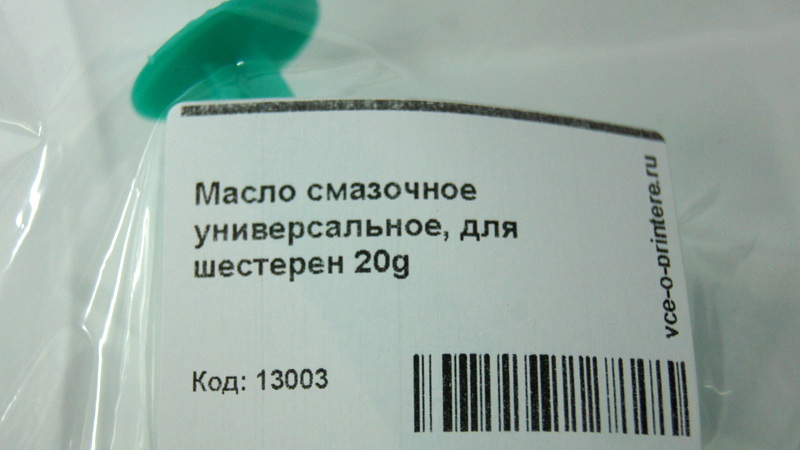 Масло смазочное
универсальное, для
шестерен 20g
Код: 13003
vce-o-printere.ru